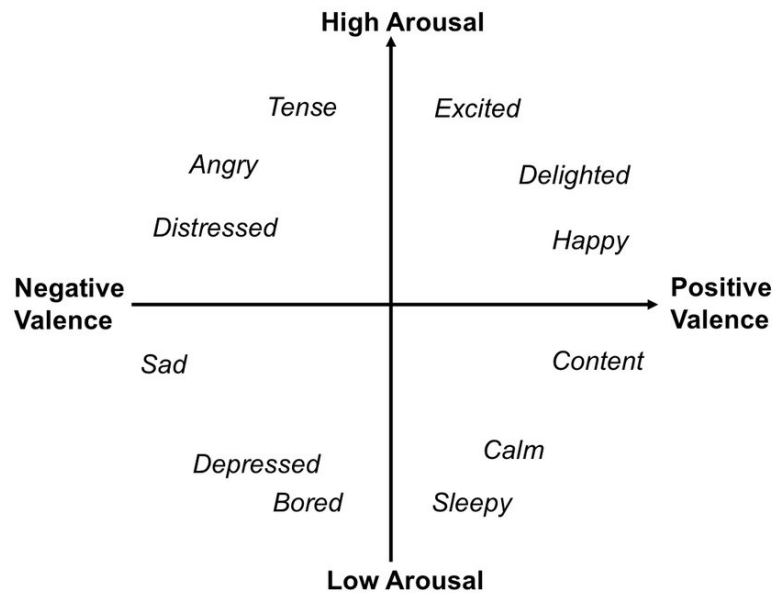 High Arousal
Tense
Excited
Angry
Delighted
Distressed
Happy
Negative
Valence
Positive
Valence
Sad
Content
Calm
Depressed
Bored
Sleepy
Low Arousal